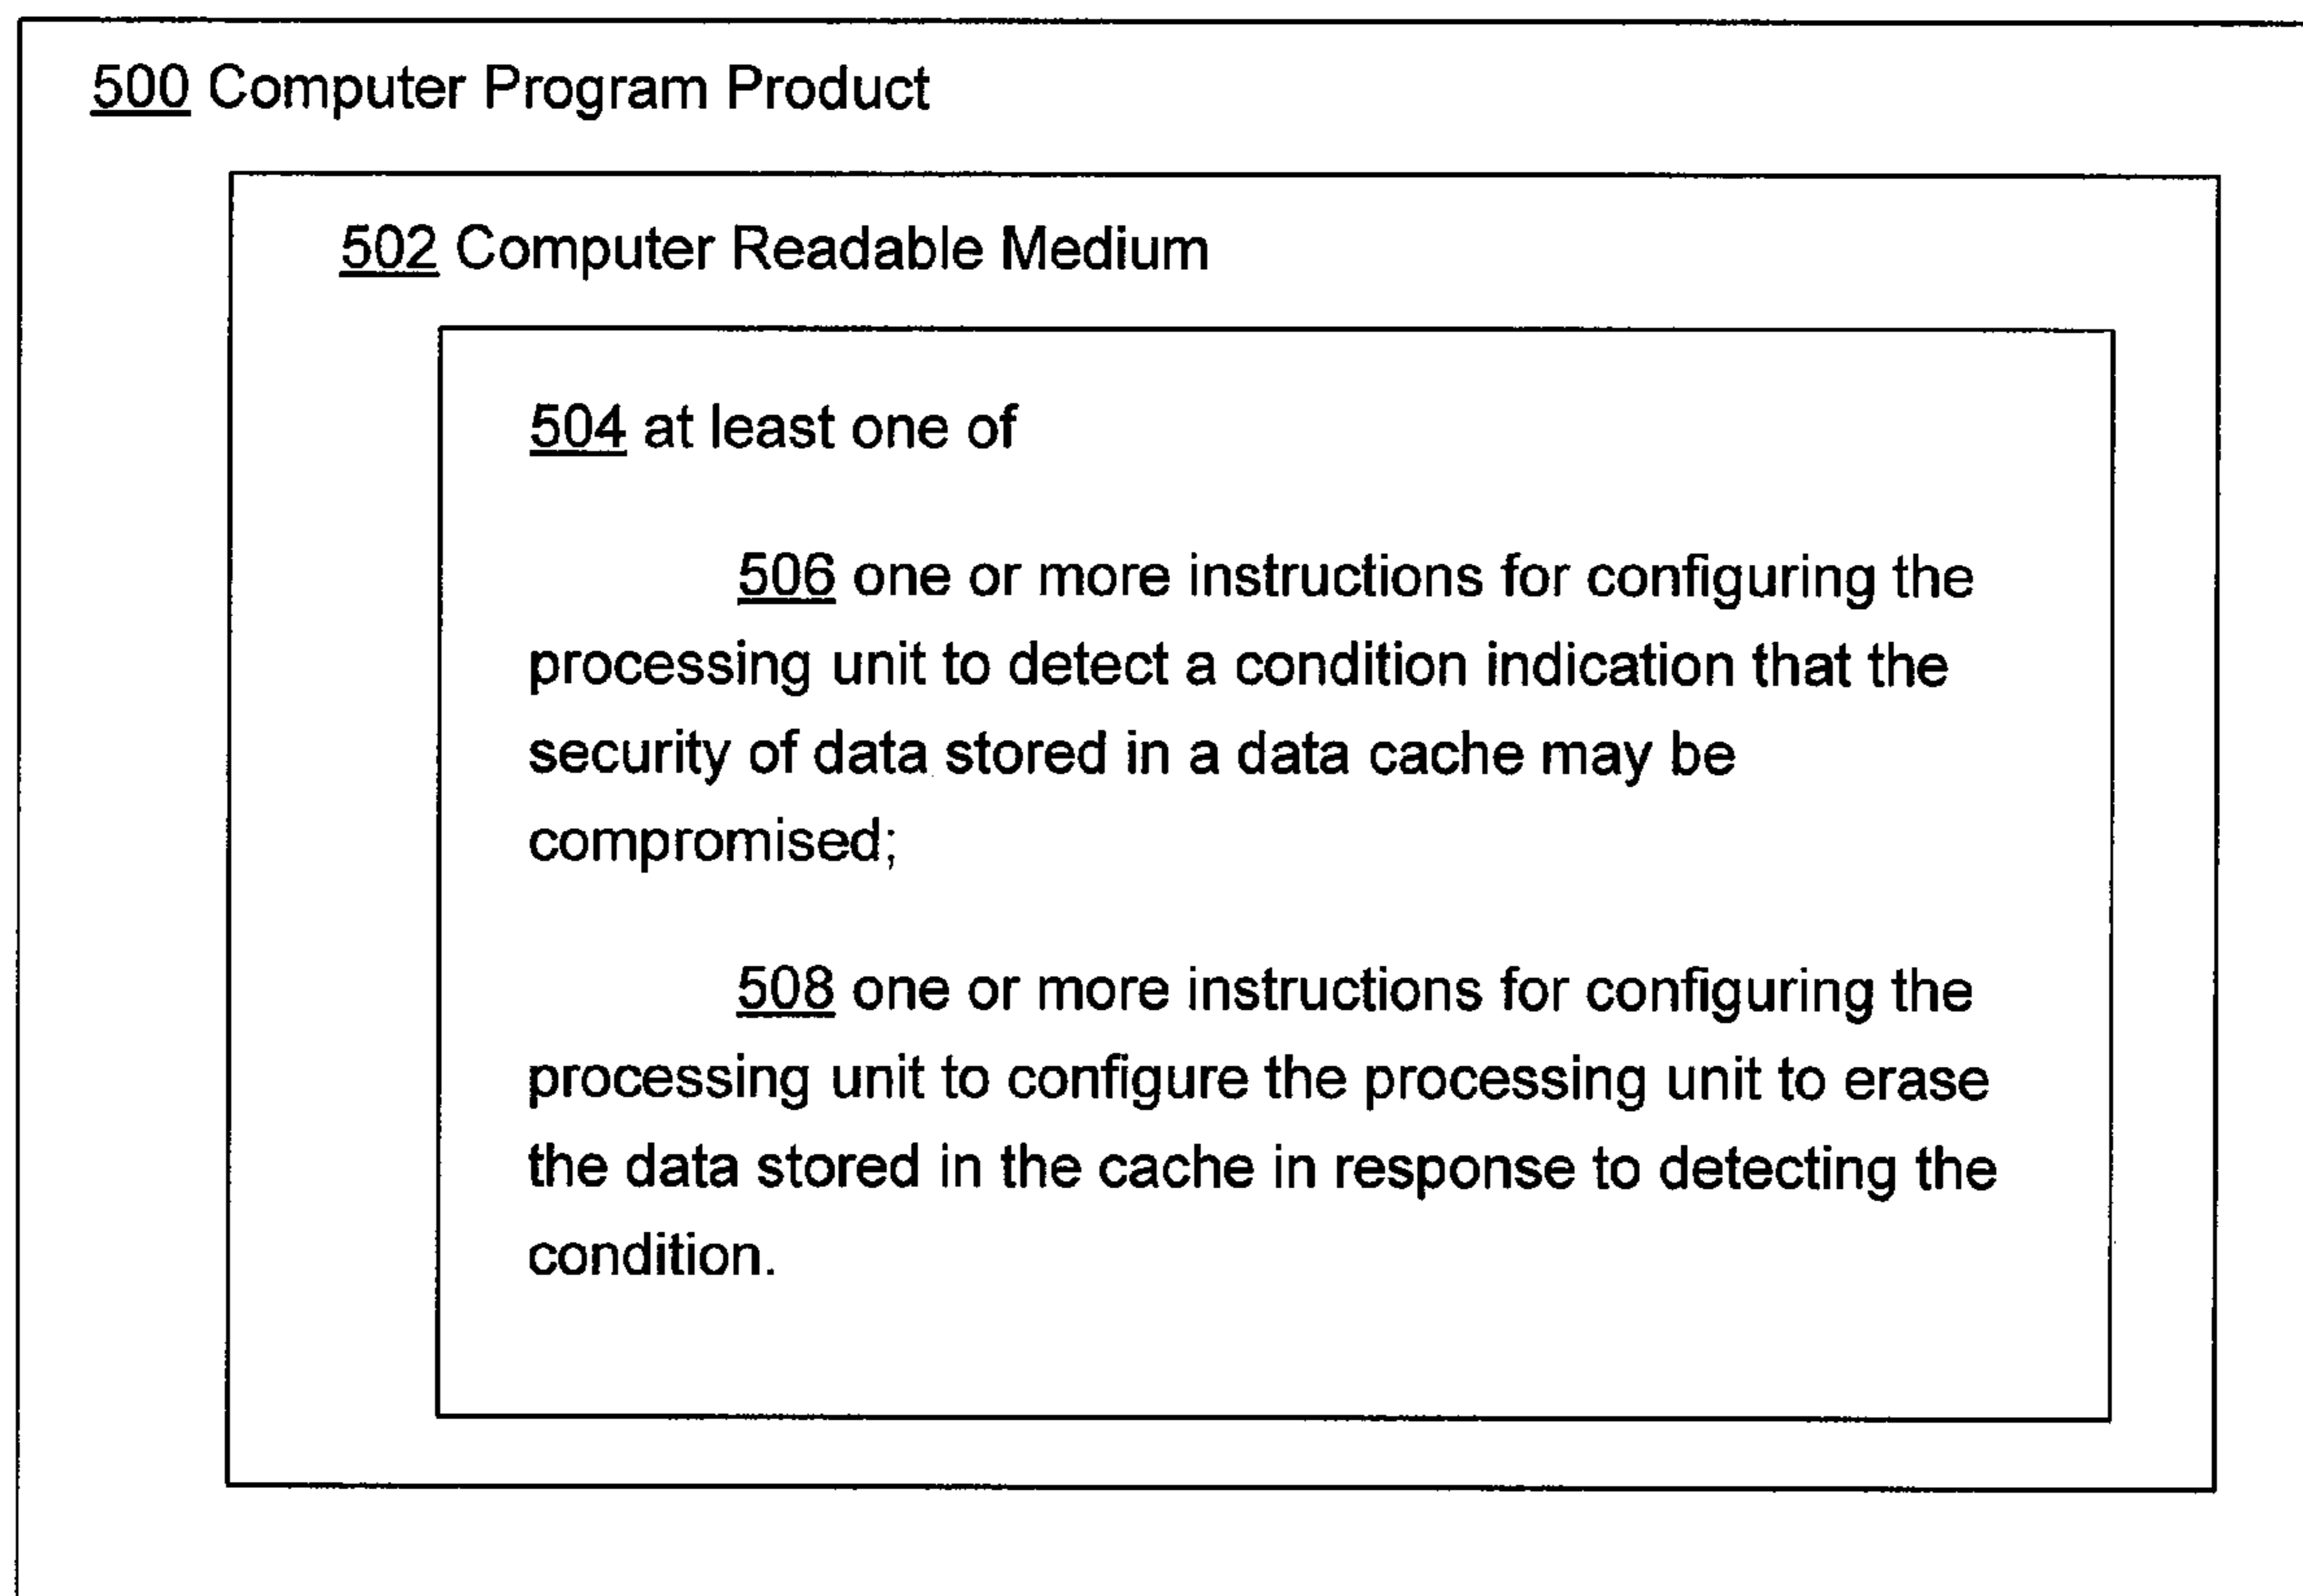 500 Computer Program Product
502 Computer Readable Medium
504 at least one of
506 one or more instructions for configuring the
processing unit to detect a condition indication that the
security of data stored in a data cache may be
compromised;
508 one or more instructions for configuring the
processing unit to configure the processing unit to erase
the data stored in the cache in response to detecting the
condition.